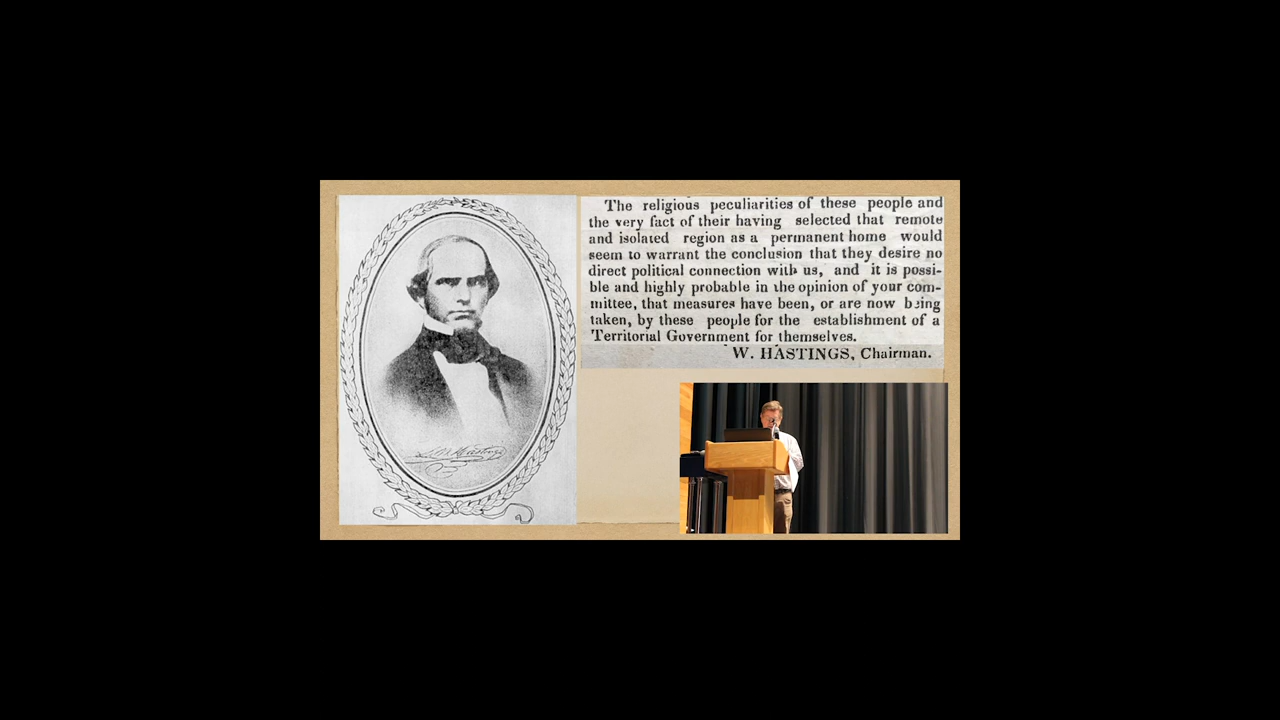 L. W. Hastings
The religious peculiarities of these people and
the very fact of their having selected that remote
and isolated region as a permanent home would
seem to warrant the conclusion that they desire no
direct political connection with us, and it is possi-
ble and highly probable in the opinion of your com-
mittee, that measures have been, or are now being
taken, by these people for the establishment of a
Territorial Government for themselves.
W. HASTINGS, Chairman.